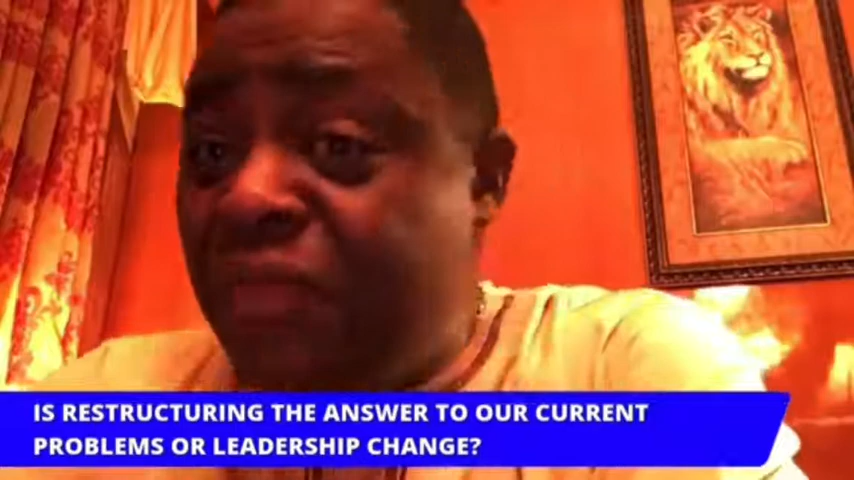 IS RESTRUCTURING THE ANSWER TO OUR CURRENT
PROBLEMS OR LEADERSHIP CHANGE?